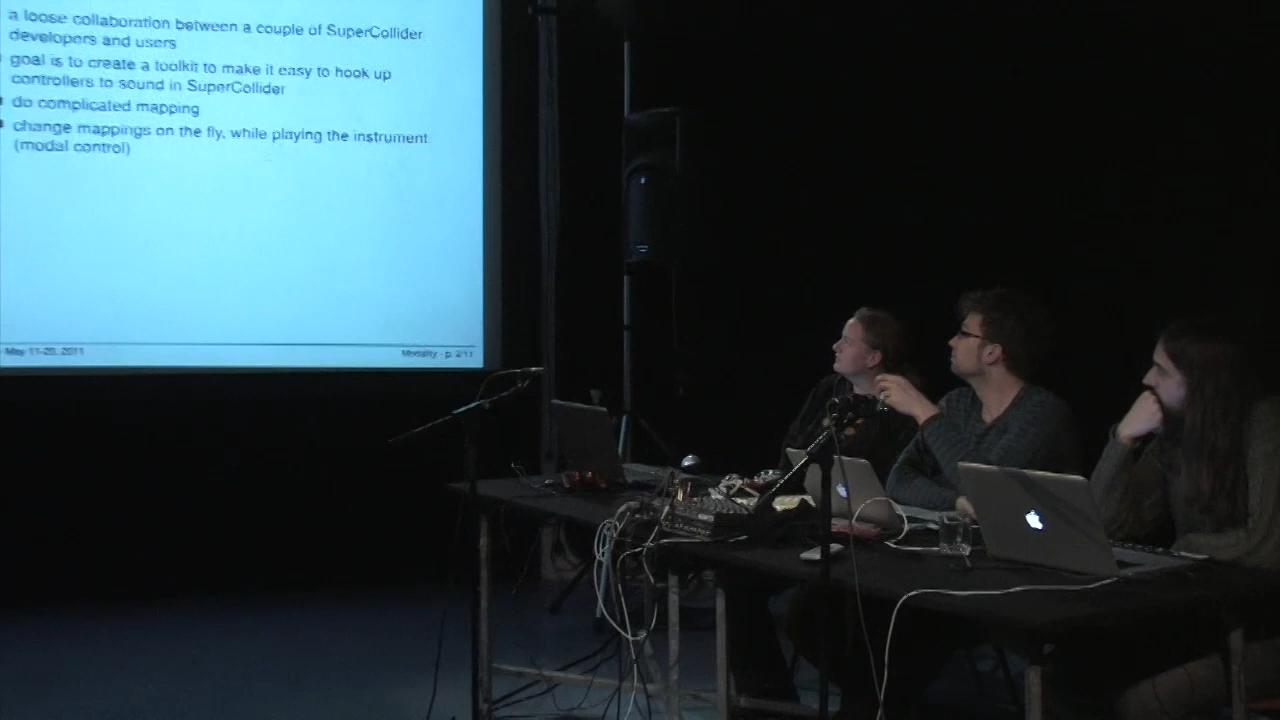 a loose collaboration between a couple of SuperCollider
developers and users
goal is to create a toolkit to make it easy to hook up
controllers to sound in SuperCollider
do complicated mapping
change mappings on the fly, while playing the instrument
(modal control)
- May 11-20, 2011
Modality - p. 2/11